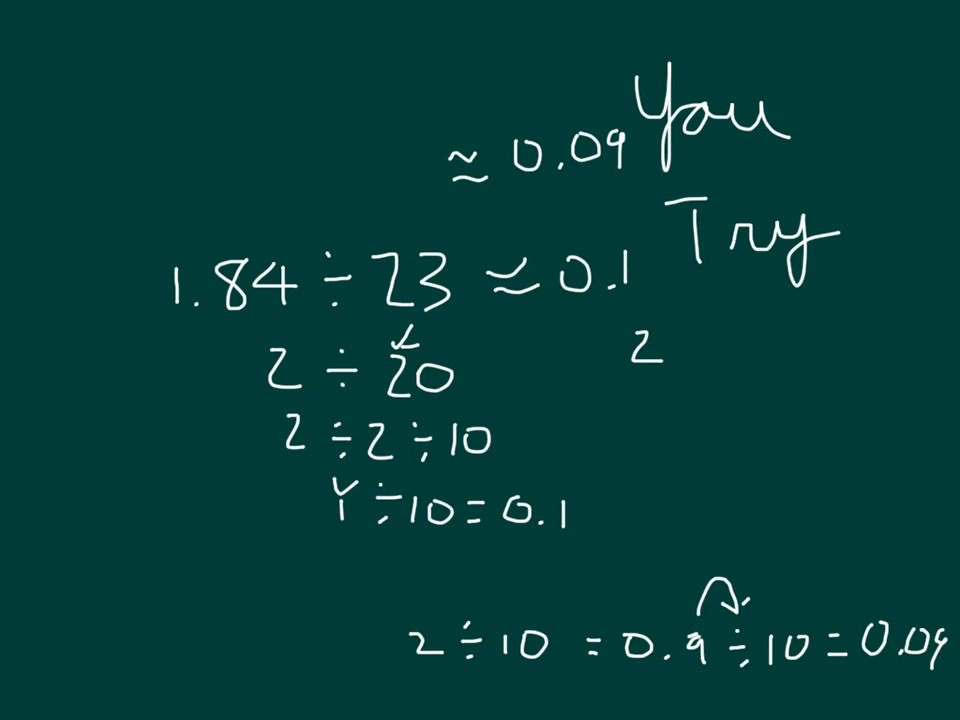 You
≈ 0.09
Try
1.84 ÷ 23 ≈ 0.1
2
2 ÷ 20
2 ÷ 2 ÷ 10
1 ÷ 10 = 0.1
2 ÷ 10 = 0.9 ÷ 10 = 0.09